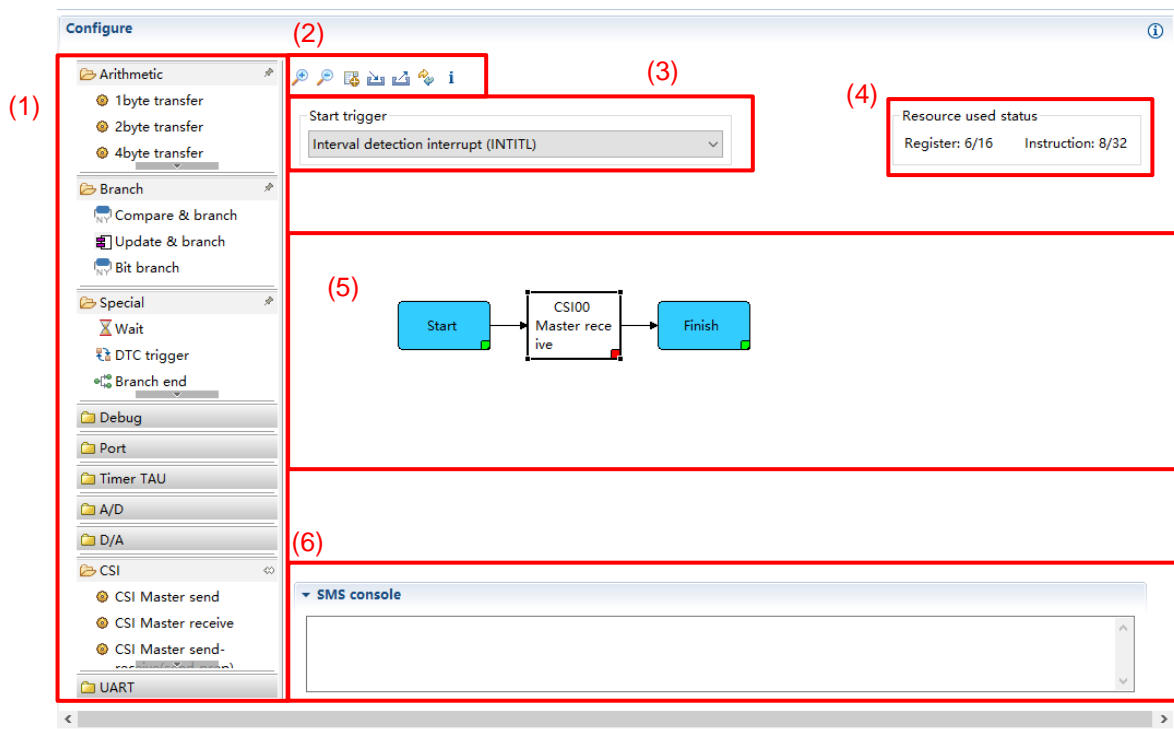 Configure
(1)
Arithmetic
1byte transfer
2byte transfer
4byte transfer
Branch
Compare & branch
Update & branch
Bit branch
Special
Wait
DTC trigger
Branch end
Debug
Port
Timer TAU
A/D
D/A
CSI
CSI Master send
CSI Master receive
CSI Master send-
UART
(2)
(3)
Start trigger
Interval detection interrupt (INTITL)
(4)
Resource used status
Register: 6/16 Instruction: 8/32
(5)
Start
CSI00
Master rece
ive
Finish
(6)
SMS console